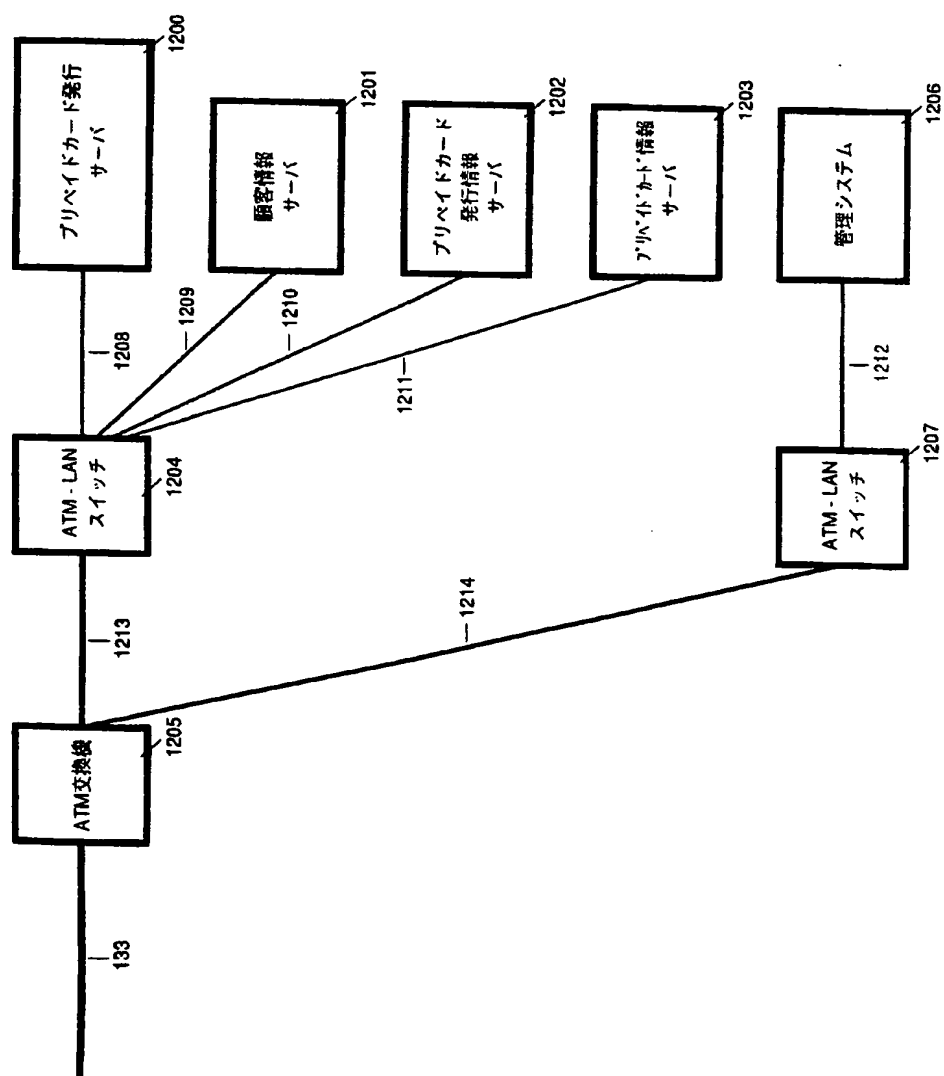 プリペイドカード発行
サーバ
1200
顧客情報
サーバ
1201
プリペイドカード
発行情報
サーバ
1202
プリペイドカード情報
サーバ
1203
管理システム
1206
1208
1209
1210
1211
1212
ATM-LAN
スイッチ
1204
ATM-LAN
スイッチ
1207
1213
1214
ATM交換機
1205
133